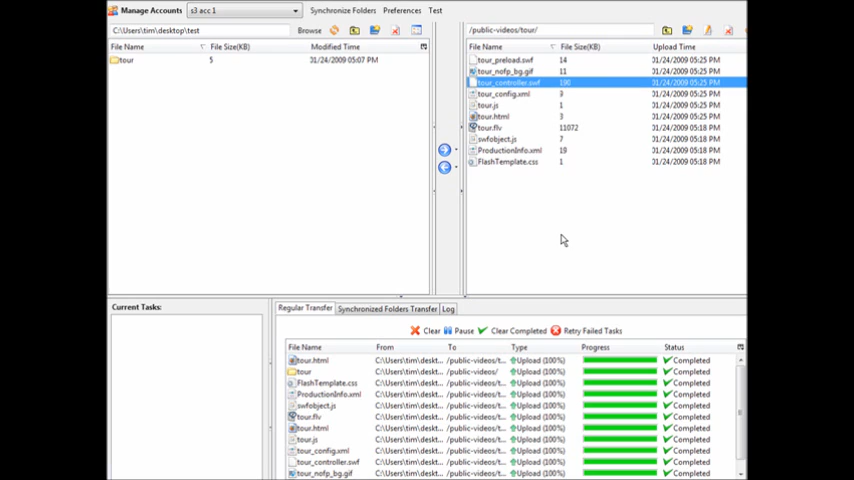 Manage Accounts s3 acc 1 Synchronize Folders Preferences Test
C:\Users\tim\desktop\test Browse
/public-videos/tour/
File Name File Size(KB) Modified Time
tour 5 01/24/2009 05:07 PM
File Name File Size(KB) Upload Time
tour_preload.swf 14 01/24/2009 05:25 PM
tour_nofp_bg.gif 11 01/24/2009 05:25 PM
tour_controller.swf 190 01/24/2009 05:25 PM
tour_config.xml 3 01/24/2009 05:25 PM
tour.js 1 01/24/2009 05:25 PM
tour.html 3 01/24/2009 05:25 PM
tour.flv 11072 01/24/2009 05:18 PM
swfobject.js 7 01/24/2009 05:18 PM
ProductionInfo.xml 19 01/24/2009 05:18 PM
FlashTemplate.css 1 01/24/2009 05:18 PM
Current Tasks:
Regular Transfer Synchronized Folders Transfer Log
Clear Pause Clear Completed Retry Failed Tasks
File Name From To Type Progress Status
tour.html C:\Users\tim\deskt... /public-videos/t... Upload (100%) Completed
tour C:\Users\tim\deskt... /public-videos/ Upload (100%) Completed
FlashTemplate.css C:\Users\tim\deskt... /public-videos/t... Upload (100%) Completed
ProductionInfo.xml C:\Users\tim\deskt... /public-videos/t... Upload (100%) Completed
swfobject.js C:\Users\tim\deskt... /public-videos/t... Upload (100%) Completed
tour.flv C:\Users\tim\deskt... /public-videos/t... Upload (100%) Completed
tour.html C:\Users\tim\deskt... /public-videos/t... Upload (100%) Completed
tour.js C:\Users\tim\deskt... /public-videos/t... Upload (100%) Completed
tour_config.xml C:\Users\tim\deskt... /public-videos/t... Upload (100%) Completed
tour_controller.swf C:\Users\tim\deskt... /public-videos/t... Upload (100%) Completed
tour_nofp_bg.gif C:\Users\tim\deskt... /public-videos/t... Upload (100%) Completed